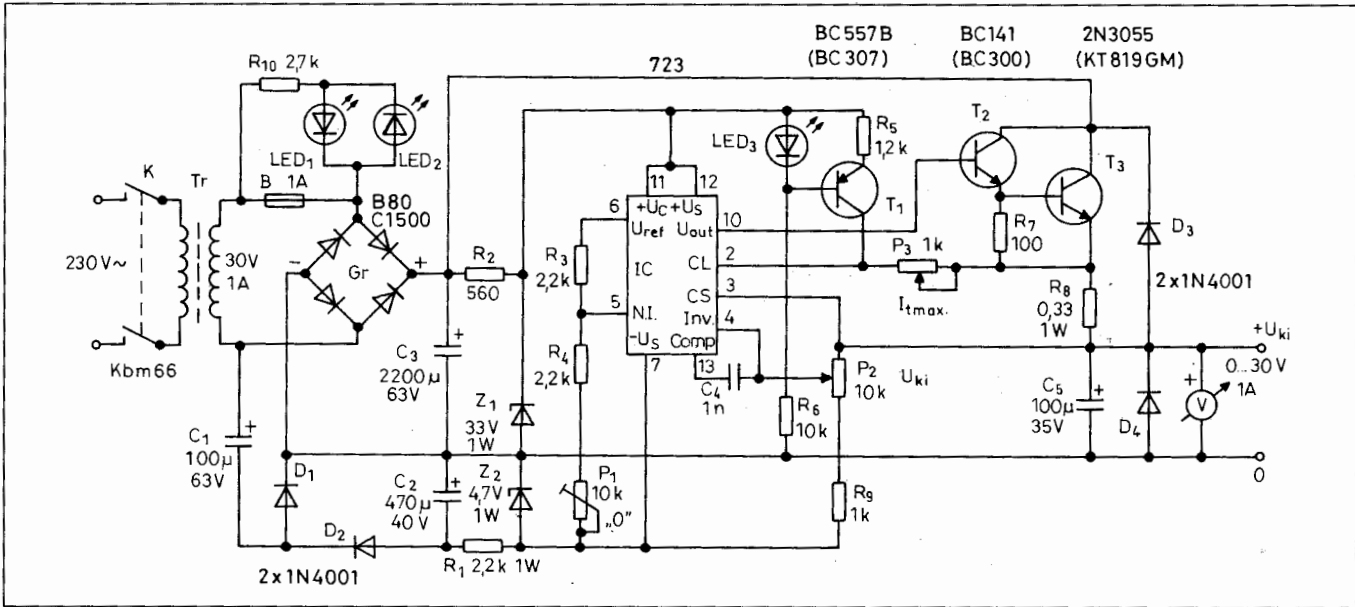 BC557B
(BC307)
BC141
(BC300)
2N3055
(KT819GM)
723
R10 2,7k
LED1
LED2
K
Tr
B 1A
B80
C1500
230V~
30V
1A
Gr
-
+
Kbm66
R2
560
C1
100µ
63V
+
D1
D2
2x1N4001
C3
2200µ
63V
+
C2
470µ
40V
+
R1 2,2k 1W
Z1
33V
1W
Z2
4,7V
1W
R3
2,2k
R4
2,2k
P1
10k
„0”
11
12
+UC +US
6
Uref
Uout
10
IC
CL
2
CS
3
5
N.I.
Inv.
4
-US
Comp
7
13
C4
1n
LED3
R5
1,2k
T1
R6
10k
P3 1k
Itmax.
Uki
P2
10k
R9
1k
T2
T3
R7
100
R8
0,33
1W
D3
2x1N4001
D4
C5
100µ
35V
+
+
V
+Uki
0...30V
1A
0